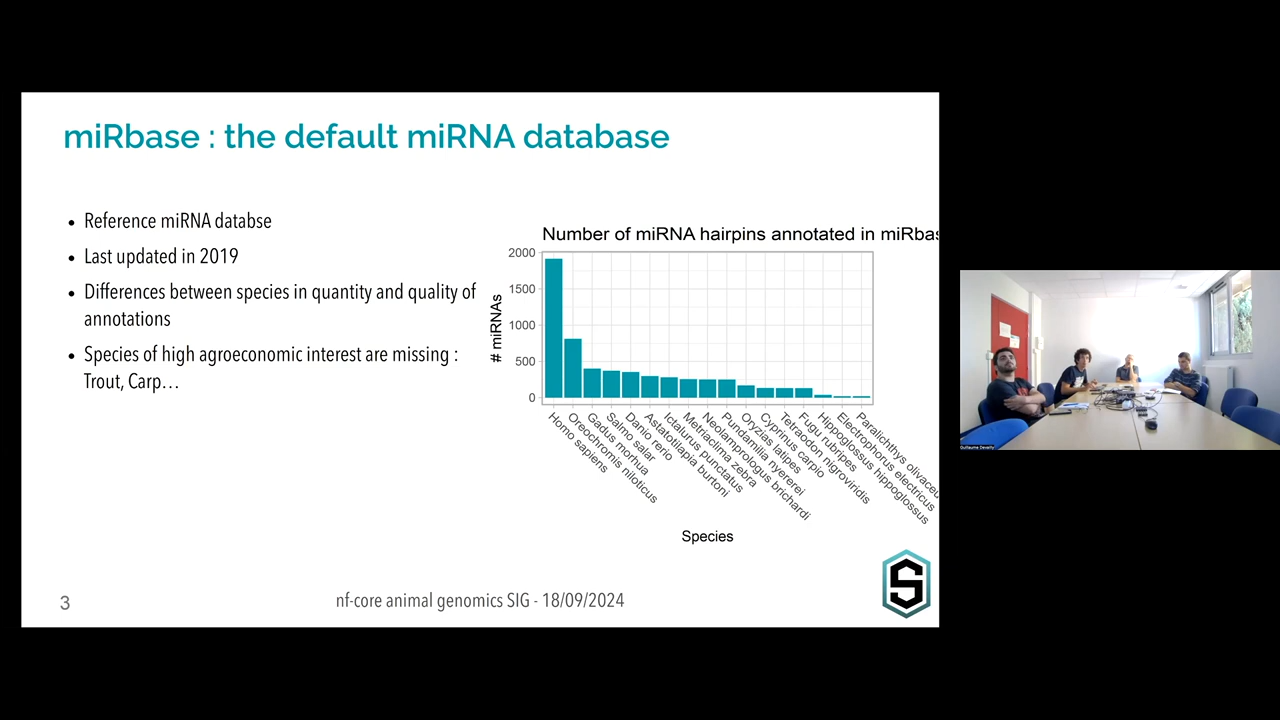 miRbase : the default miRNA database
Reference miRNA databse
Last updated in 2019
Differences between species in quantity and quality of
annotations
Species of high agroeconomic interest are missing :
Trout, Carp…
Number of miRNA hairpins annotated in miRbas
2000
1500
1000
500
0
# miRNAs
Homo sapiens
Oreochromis niloticus
Gadus morhua
Salmo salar
Danio rerio
Astatotilapia burtoni
Ictalurus punctatus
Metriaclima zebra
Neolamprologus brichardi
Pundamilia nyererei
Oryzias latipes
Cyprinus carpio
Tetraodon nigroviridis
Fugu rubripes
Hippoglossus hippoglossus
Electrophorus electricus
Paralichthys olivaceu
Species
3
nf-core animal genomics SIG - 18/09/2024
S